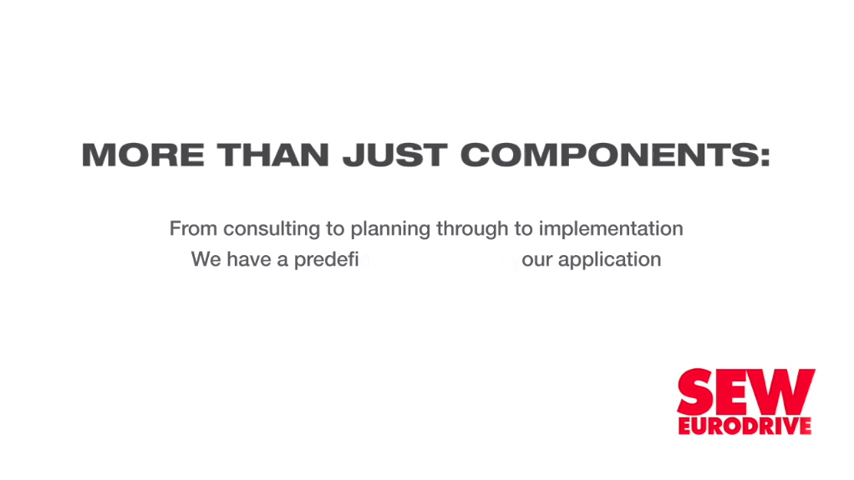 MORE THAN JUST COMPONENTS:
From consulting to planning through to implementation
We have a predefi our application
SEW
EURODRIVE